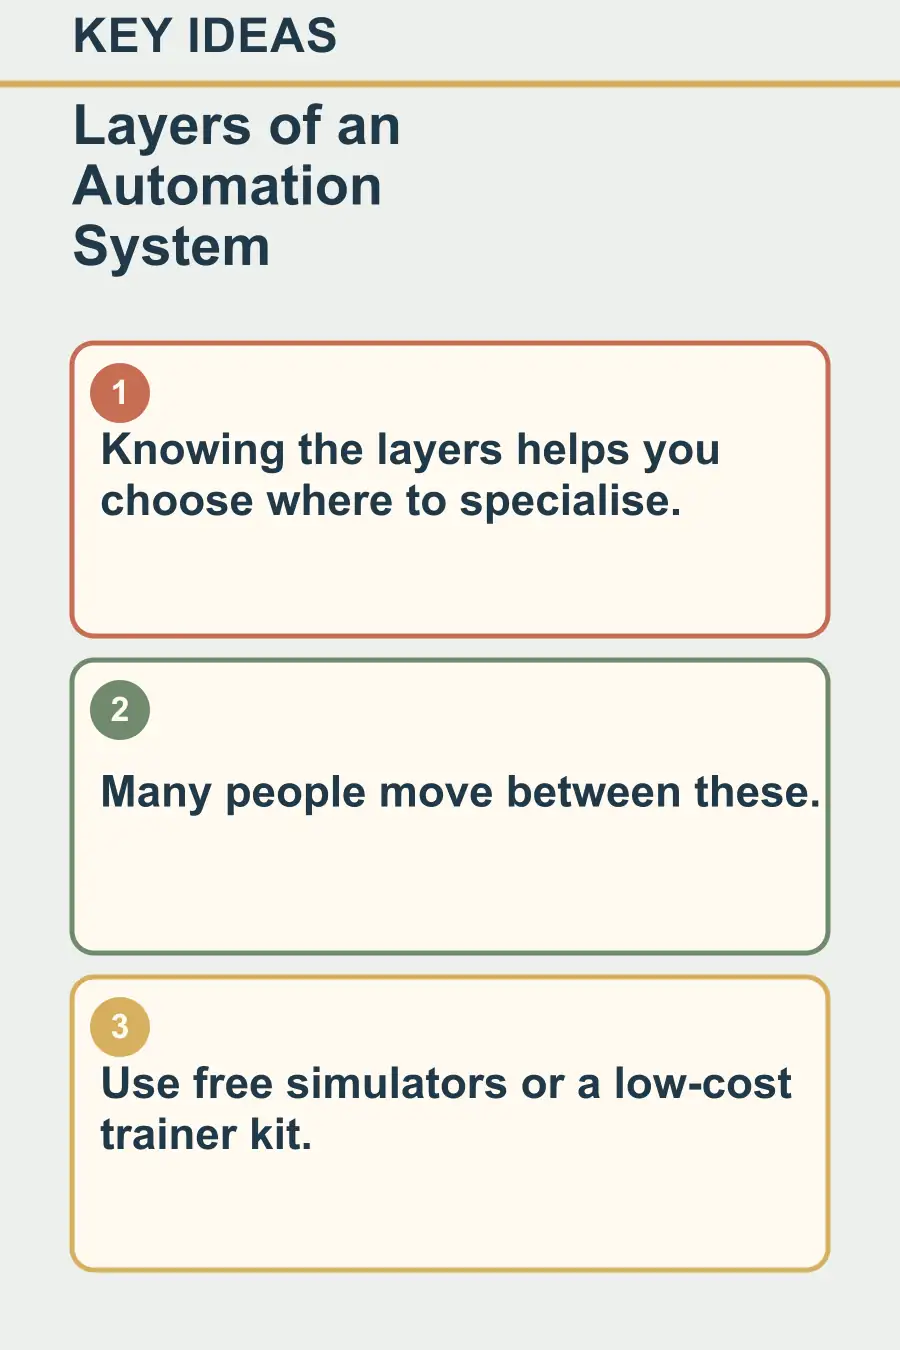 KEY IDEAS
Layers of an
Automation
System
1
Knowing the layers helps you
choose where to specialise.
2
Many people move between these.
3
Use free simulators or a low-cost
trainer kit.